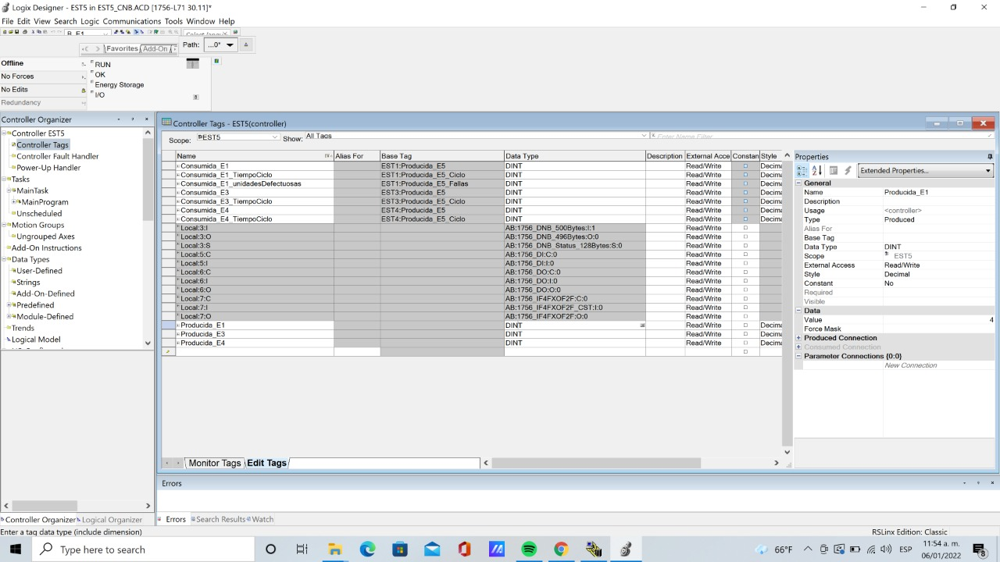 Logix Designer - EST5 in EST5_CNB.ACD [1756-L71 30.11]*
File Edit View Search Logic Communications Tools Window Help
Path: ...0*
Favorites Add-On
Offline
RUN
No Forces
OK
Energy Storage
No Edits
I/O
Redundancy
Controller Organizer
Controller EST5
Controller Tags
Controller Fault Handler
Power-Up Handler
Tasks
MainTask
MainProgram
Unscheduled
Motion Groups
Ungrouped Axes
Add-On Instructions
Data Types
User-Defined
Strings
Add-On-Defined
Predefined
Module-Defined
Trends
Logical Model
Controller Organizer Logical Organizer
Controller Tags - EST5(controller)
Scope: EST5 Show: All Tags Enter Name Filter
Name Alias For Base Tag Data Type Description External Acce Constan Style
Consumida_E1 EST1:Producida_E5 DINT Read/Write Decima
Consumida_E1_TiempoCiclo EST1:Producida_E5_Ciclo DINT Read/Write Decima
Consumida_E1_unidadesDefectuosas EST1:Producida_E5_Fallas DINT Read/Write Decima
Consumida_E3 EST3:Producida_E5 DINT Read/Write Decima
Consumida_E3_TiempoCiclo EST3:Producida_E5_Ciclo DINT Read/Write Decima
Consumida_E4 EST4:Producida_E5 DINT Read/Write Decima
Consumida_E4_TiempoCiclo EST4:Producida_E5_Ciclo DINT Read/Write Decima
Local:3:I AB:1756_DNB_500Bytes:I:1 Read/Write
Local:3:O AB:1756_DNB_496Bytes:O:0 Read/Write
Local:3:S AB:1756_DNB_Status_128Bytes:S:0 Read/Write
Local:5:C AB:1756_DI:C:0 Read/Write
Local:5:I AB:1756_DI:I:0 Read/Write
Local:6:C AB:1756_DO:C:0 Read/Write
Local:6:I AB:1756_DO:I:0 Read/Write
Local:6:O AB:1756_DO:O:0 Read/Write
Local:7:C AB:1756_IF4FXOF2F:C:0 Read/Write
Local:7:I AB:1756_IF4FXOF2F_CST:I:0 Read/Write
Local:7:O AB:1756_IF4FXOF2F:O:0 Read/Write
Producida_E1 DINT Read/Write Decima
Producida_E3 DINT Read/Write Decima
Producida_E4 DINT Read/Write Decima
Monitor Tags Edit Tags
Properties
Extended Properties...
General
Name Producida_E1
Description
Usage <controller>
Type Produced
Alias For
Base Tag
Data Type DINT
Scope EST5
External Access Read/Write
Style Decimal
Constant No
Required
Visible
Data
Value 4
Force Mask
Produced Connection
Consumed Connection
Parameter Connections {0:0}
New Connection
Errors
Errors Search Results Watch
Enter a tag data type (include dimension)
RSLinx Edition: Classic
Type here to search
66°F
ESP
11:54 a. m.
06/01/2022
8